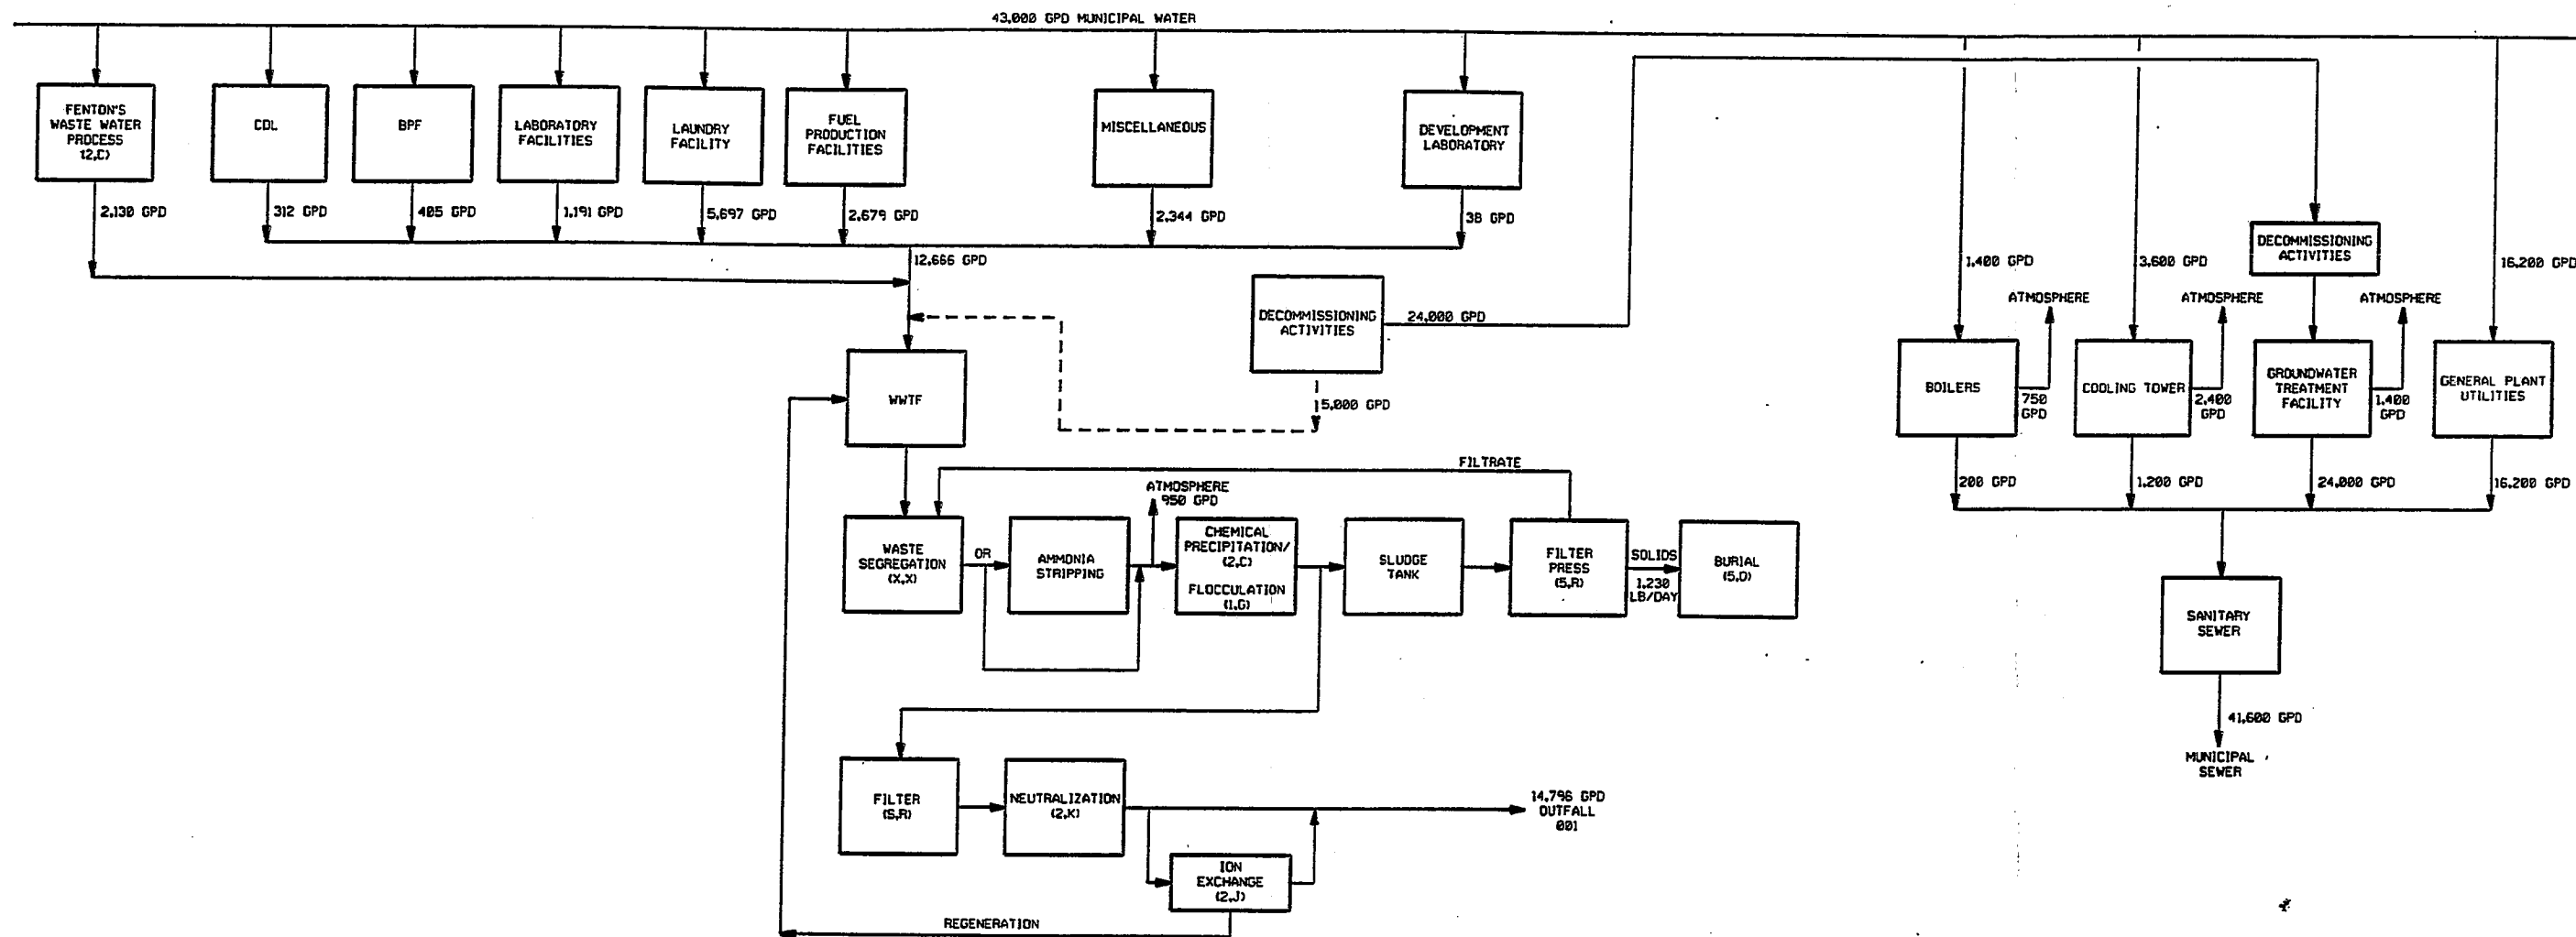 43,000 GPD MUNICIPAL WATER
FENTON'S
WASTE WATER
PROCESS
(2,C)
CDL
BPF
LABORATORY
FACILITIES
LAUNDRY
FACILITY
FUEL
PRODUCTION
FACILITIES
MISCELLANEOUS
DEVELOPMENT
LABORATORY
2,130 GPD
312 GPD
405 GPD
1,191 GPD
5,697 GPD
2,679 GPD
2,344 GPD
38 GPD
12,666 GPD
DECOMMISSIONING
ACTIVITIES
24,000 GPD
15,000 GPD
WWTF
DECOMMISSIONING
ACTIVITIES
1,400 GPD
3,600 GPD
16,200 GPD
ATMOSPHERE
ATMOSPHERE
ATMOSPHERE
BOILERS
750
GPD
COOLING TOWER
2,400
GPD
GROUNDWATER
TREATMENT
FACILITY
1,400
GPD
GENERAL PLANT
UTILITIES
200 GPD
1,200 GPD
24,000 GPD
16,200 GPD
SANITARY
SEWER
41,600 GPD
MUNICIPAL
SEWER
FILTRATE
ATMOSPHERE
950 GPD
WASTE
SEGREGATION
(X,X)
OR
AMMONIA
STRIPPING
CHEMICAL
PRECIPITATION/
(2,C)
FLOCCULATION
(1,G)
SLUDGE
TANK
FILTER
PRESS
(5,R)
SOLIDS
1,230
LB/DAY
BURIAL
(5,O)
FILTER
(S,R)
NEUTRALIZATION
(2,K)
14,796 GPD
OUTFALL
001
ION
EXCHANGE
(2,J)
REGENERATION